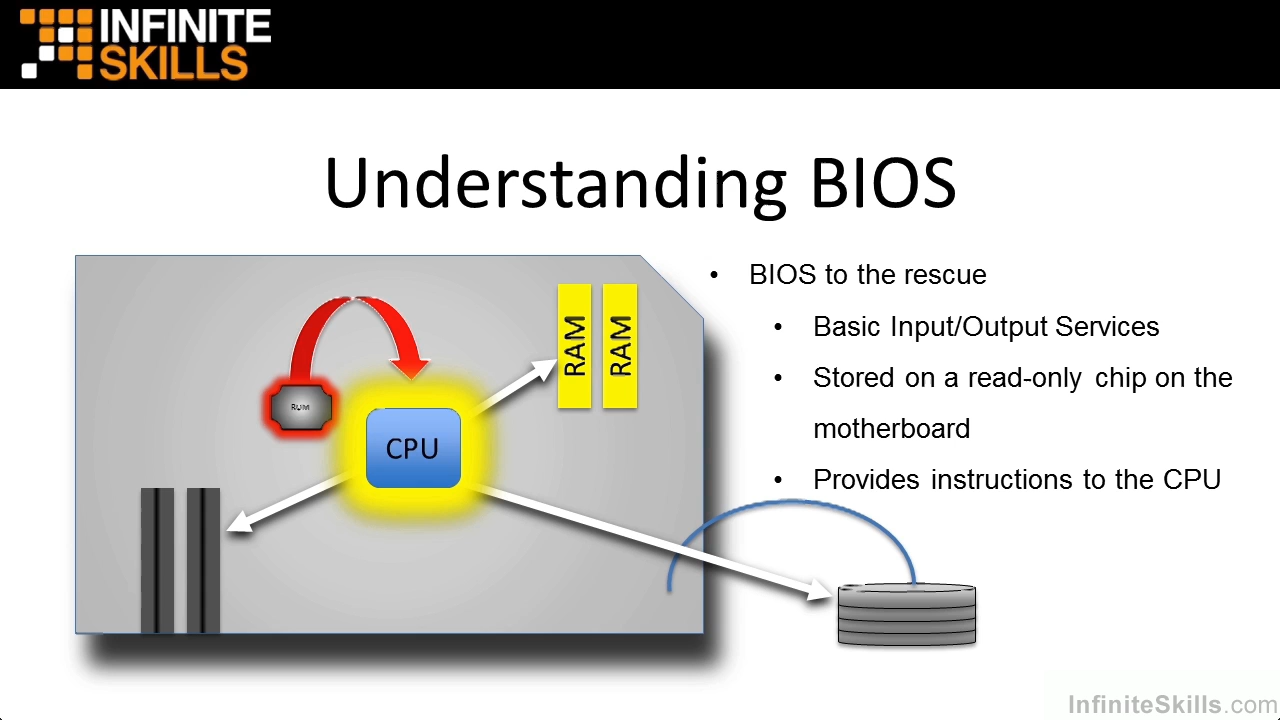 INFINITE
SKILLS
Understanding BIOS
• BIOS to the rescue
• Basic Input/Output Services
• Stored on a read-only chip on the
motherboard
• Provides instructions to the CPU
RAM
RAM
ROM
CPU
InfiniteSkills.com